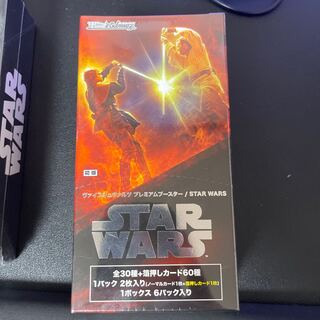 Weiß Schwarz
初版
ヴァイスシュヴァルツ プレミアムブースター / STAR WARS
STAR
WARS
全30種+箔押しカード60種
1パック 2枚入り(ノーマルカード1枚+箔押しカード1枚)
1ボックス 6パック入り
STAR